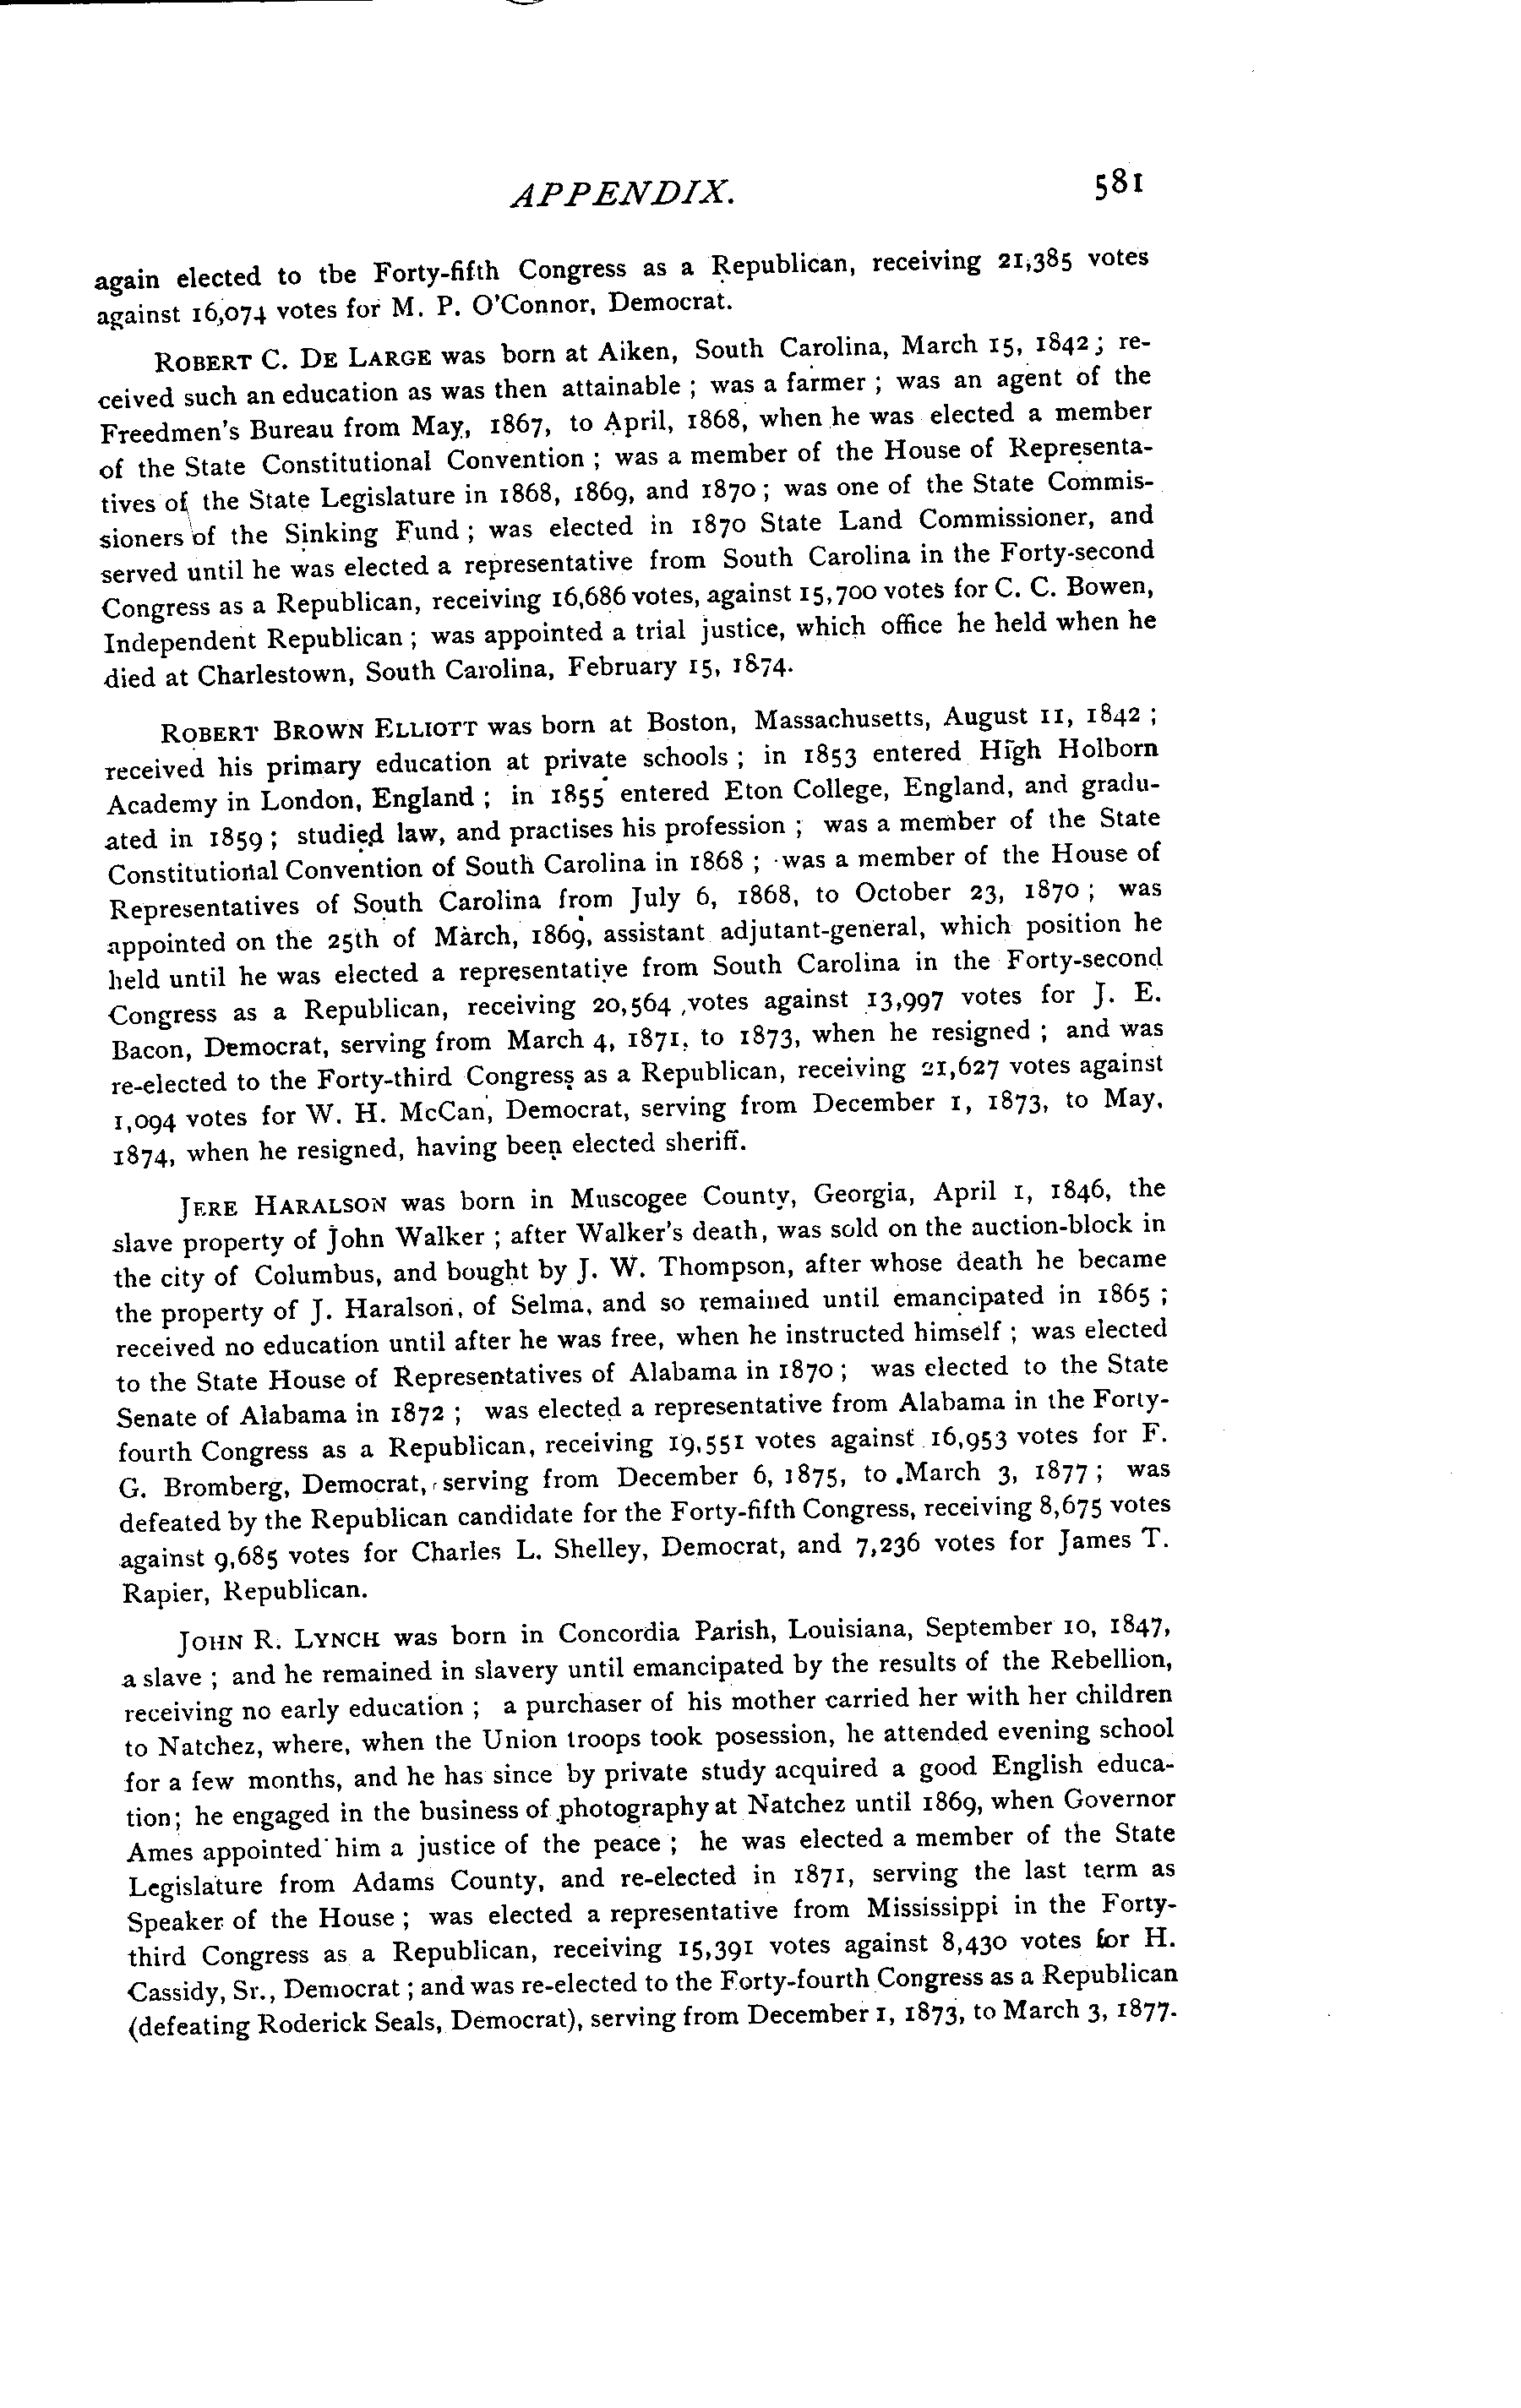 APPENDIX. 581
again elected to tbe Forty-fifth Congress as a Republican, receiving 21,385 votes
against 16,074 votes for M. P. O'Connor, Democrat.
ROBERT C. DE LARGE was born at Aiken, South Carolina, March 15, 1842; re-
ceived such an education as was then attainable ; was a farmer ; was an agent of the
Freedmen's Bureau from May, 1867, to April, 1868, when he was elected a member
of the State Constitutional Convention ; was a member of the House of Representa-
tives of the State Legislature in 1868, 1869, and 1870 ; was one of the State Commis-
sioners of the Sinking Fund ; was elected in 1870 State Land Commissioner, and
served until he was elected a representative from South Carolina in the Forty-second
Congress as a Republican, receiving 16,686 votes, against 15,700 votes for C. C. Bowen,
Independent Republican ; was appointed a trial justice, which office he held when he
died at Charlestown, South Carolina, February 15, 1874.
ROBERT BROWN ELLIOTT was born at Boston, Massachusetts, August 11, 1842 ;
received his primary education at private schools ; in 1853 entered High Holborn
Academy in London, England ; in 1855 entered Eton College, England, and gradu-
ated in 1859 ; studied law, and practises his profession ; was a member of the State
Constitutional Convention of South Carolina in 1868 ; was a member of the House of
Representatives of South Carolina from July 6, 1868, to October 23, 1870 ; was
appointed on the 25th of March, 1869, assistant adjutant-general, which position he
held until he was elected a representative from South Carolina in the Forty-second
Congress as a Republican, receiving 20,564 votes against 13,997 votes for J. E.
Bacon, Democrat, serving from March 4, 1871, to 1873, when he resigned ; and was
re-elected to the Forty-third Congress as a Republican, receiving 21,627 votes against
1,094 votes for W. H. McCan, Democrat, serving from December 1, 1873, to May,
1874, when he resigned, having been elected sheriff.
JERE HARALSON was born in Muscogee County, Georgia, April 1, 1846, the
slave property of John Walker ; after Walker's death, was sold on the auction-block in
the city of Columbus, and bought by J. W. Thompson, after whose death he became
the property of J. Haralson, of Selma, and so remained until emancipated in 1865 ;
received no education until after he was free, when he instructed himself ; was elected
to the State House of Representatives of Alabama in 1870 ; was elected to the State
Senate of Alabama in 1872 ; was elected a representative from Alabama in the Forty-
fourth Congress as a Republican, receiving 19,551 votes against 16,953 votes for F.
G. Bromberg, Democrat, serving from December 6, 1875, to March 3, 1877 ; was
defeated by the Republican candidate for the Forty-fifth Congress, receiving 8,675 votes
against 9,685 votes for Charles L. Shelley, Democrat, and 7,236 votes for James T.
Rapier, Republican.
JOHN R. LYNCH was born in Concordia Parish, Louisiana, September 10, 1847,
a slave ; and he remained in slavery until emancipated by the results of the Rebellion,
receiving no early education ; a purchaser of his mother carried her with her children
to Natchez, where, when the Union troops took posession, he attended evening school
for a few months, and he has since by private study acquired a good English educa-
tion; he engaged in the business of photography at Natchez until 1869, when Governor
Ames appointed him a justice of the peace ; he was elected a member of the State
Legislature from Adams County, and re-elected in 1871, serving the last term as
Speaker of the House ; was elected a representative from Mississippi in the Forty-
third Congress as a Republican, receiving 15,391 votes against 8,430 votes for H.
Cassidy, Sr., Democrat ; and was re-elected to the Forty-fourth Congress as a Republican
(defeating Roderick Seals, Democrat), serving from December 1, 1873, to March 3, 1877.